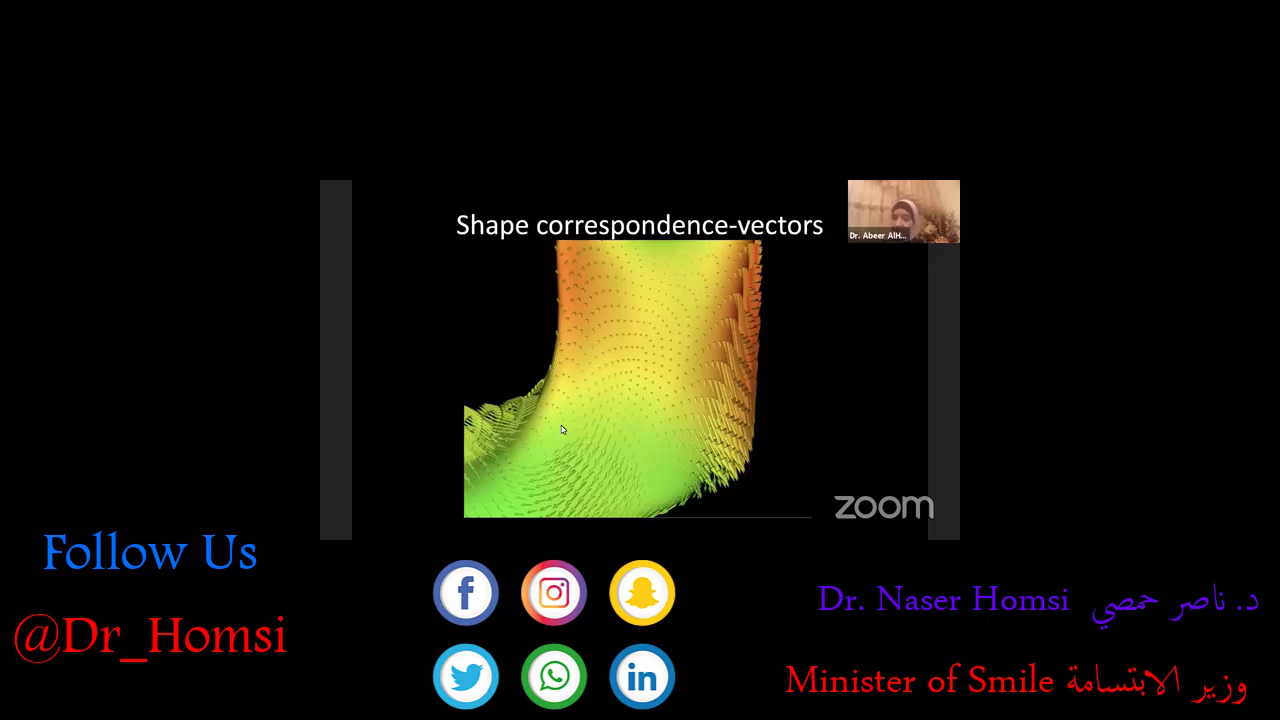 Shape correspondence-vectors
Dr. Abeer AlH...
zoom
Follow Us
@Dr_Homsi
Dr. Naser Homsi د. ناصر حمصي
Minister of Smile وزير الابتسامة